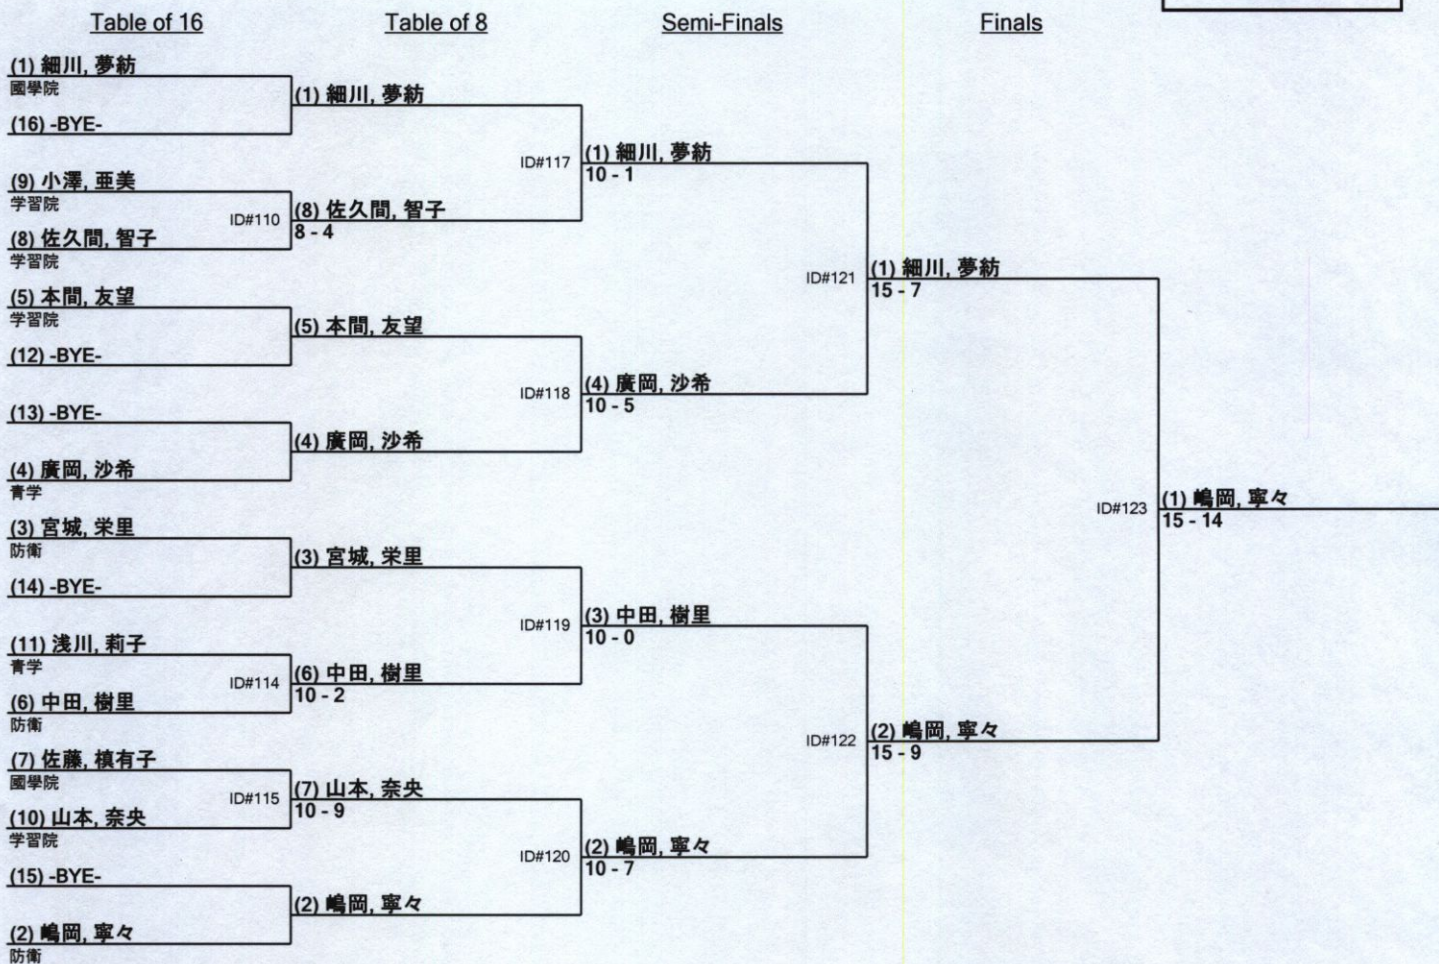 Table of 16
Table of 8
Semi-Finals
Finals
(1) 細川, 夢紡
國學院
(16) -BYE-
(9) 小澤, 亜美
学習院
ID#110
(8) 佐久間, 智子
学習院
(5) 本間, 友望
学習院
(12) -BYE-
(13) -BYE-
(4) 廣岡, 沙希
青学
(3) 宮城, 栄里
防衛
(14) -BYE-
(11) 浅川, 莉子
青学
ID#114
(6) 中田, 樹里
防衛
(7) 佐藤, 槙有子
國學院
ID#115
(10) 山本, 奈央
学習院
(15) -BYE-
(2) 嶋岡, 寧々
防衛
(1) 細川, 夢紡
ID#117
(8) 佐久間, 智子
8 - 4
(5) 本間, 友望
ID#118
(4) 廣岡, 沙希
(3) 宮城, 栄里
ID#119
(6) 中田, 樹里
10 - 2
(7) 山本, 奈央
10 - 9
ID#120
(2) 嶋岡, 寧々
(1) 細川, 夢紡
10 - 1
ID#121
(4) 廣岡, 沙希
10 - 5
(3) 中田, 樹里
10 - 0
ID#122
(2) 嶋岡, 寧々
10 - 7
(1) 細川, 夢紡
15 - 7
ID#123
(2) 嶋岡, 寧々
15 - 9
(1) 嶋岡, 寧々
15 - 14